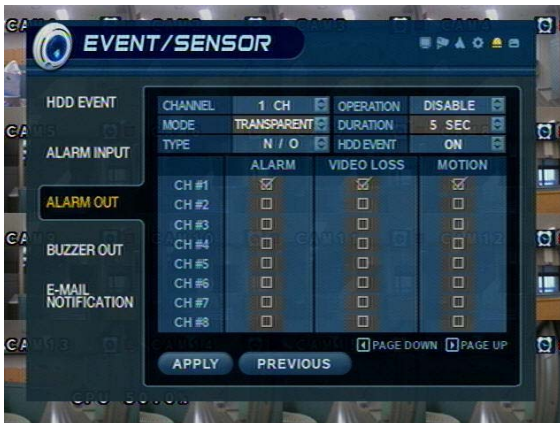 EVENT/SENSOR
HDD EVENT
ALARM INPUT
ALARM OUT
BUZZER OUT
E-MAIL
NOTIFICATION
CHANNEL 1 CH OPERATION DISABLE
MODE TRANSPARENT DURATION 5 SEC
TYPE N / O HDD EVENT ON
ALARM VIDEO LOSS MOTION
CH #1
CH #2
CH #3
CH #4
CH #5
CH #6
CH #7
CH #8
PAGE DOWN PAGE UP
APPLY PREVIOUS